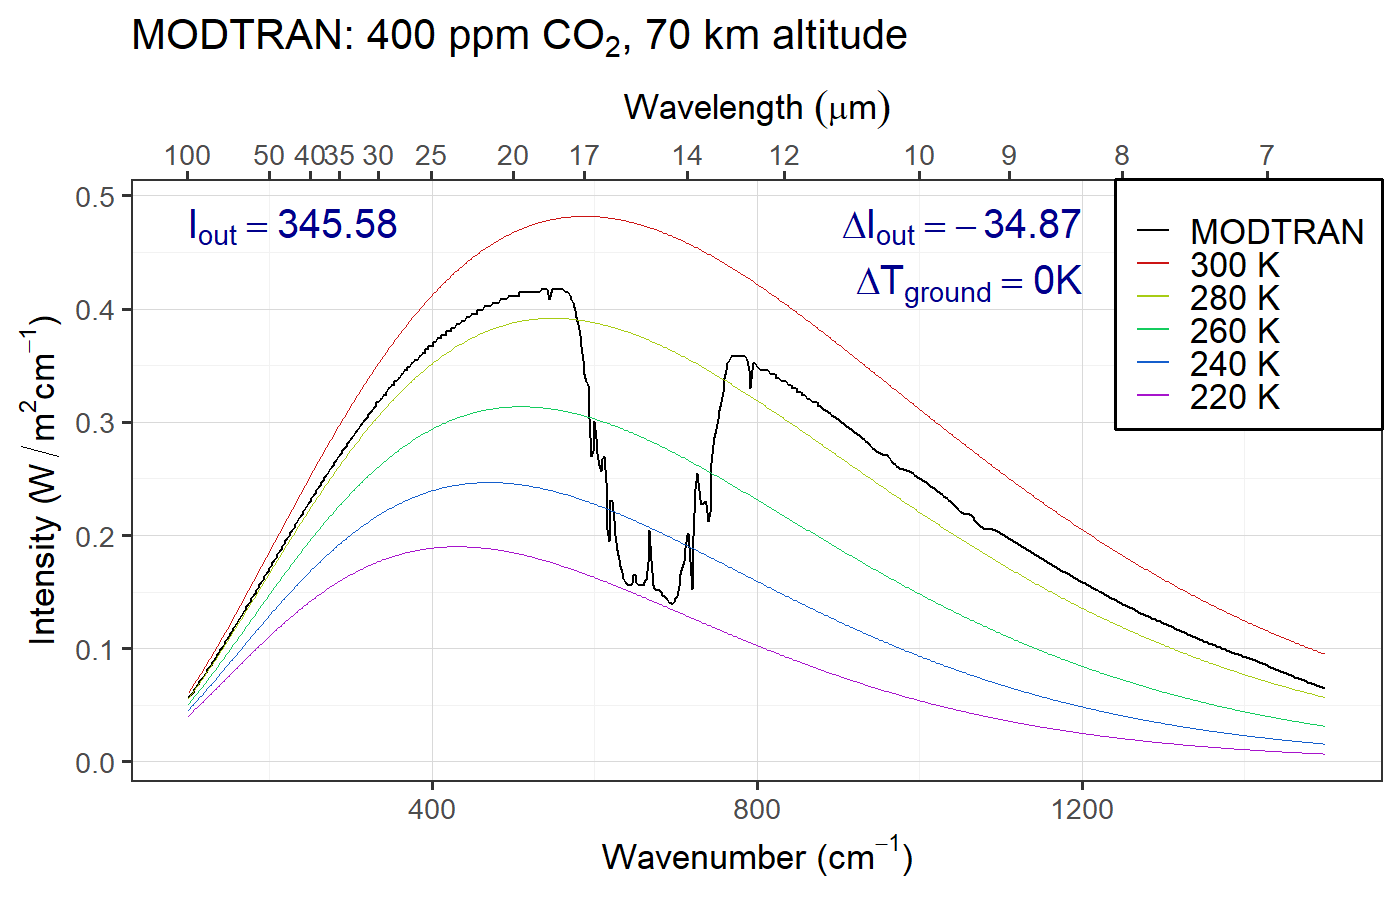 MODTRAN: 400 ppm CO₂, 70 km altitude
Wavelength (μm)
100 50 40 35 30 25 20 17 14 12 10 9 8 7
Iout = 345.58
ΔIout = − 34.87
ΔTground = 0K
MODTRAN
300 K
280 K
260 K
240 K
220 K
Intensity (W / m²cm⁻¹)
0.5
0.4
0.3
0.2
0.1
0.0
400 800 1200
Wavenumber (cm⁻¹)